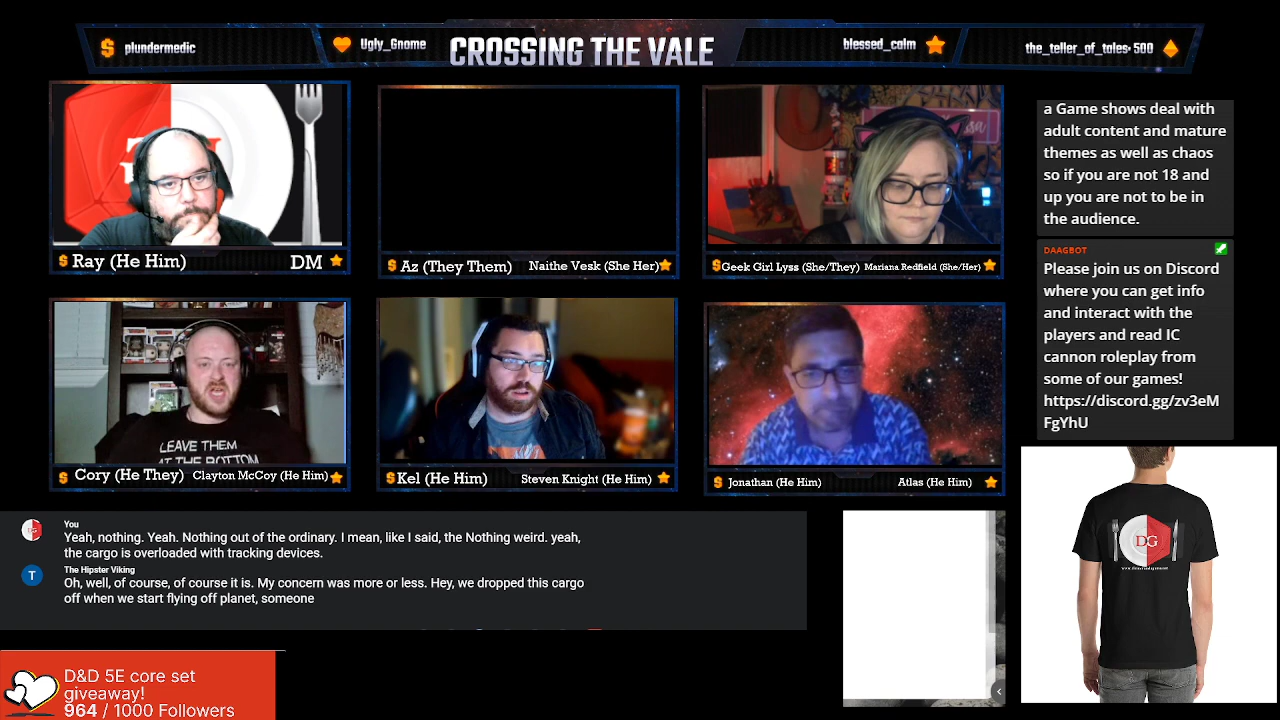 plundermedic
Ugly_Gnome
CROSSING THE VALE
blessed_calm
the_teller_of_tales: 500
Ray (He Him)
DM
Az (They Them)
Naithe Vesk (She Her)
Geek Girl Lyss (She/They)
Mariana Redfield (She/Her)
LEAVE THEM
AT THE BOTTOM
Cory (He They)
Clayton McCoy (He Him)
Kel (He Him)
Steven Knight (He Him)
Jonathan (He Him)
Atlas (He Him)
a Game shows deal with
adult content and mature
themes as well as chaos
so if you are not 18 and
up you are not to be in
the audience.
DAAGBOT
Please join us on Discord
where you can get info
and interact with the
players and read IC
cannon roleplay from
some of our games!
https://discord.gg/zv3eM
FgYhU
DG
You
Yeah, nothing. Yeah. Nothing out of the ordinary. I mean, like I said, the Nothing weird. yeah,
the cargo is overloaded with tracking devices.
T
The Hipster Viking
Oh, well, of course, of course it is. My concern was more or less. Hey, we dropped this cargo
off when we start flying off planet, someone
D&D 5E core set
giveaway!
964 / 1000 Followers